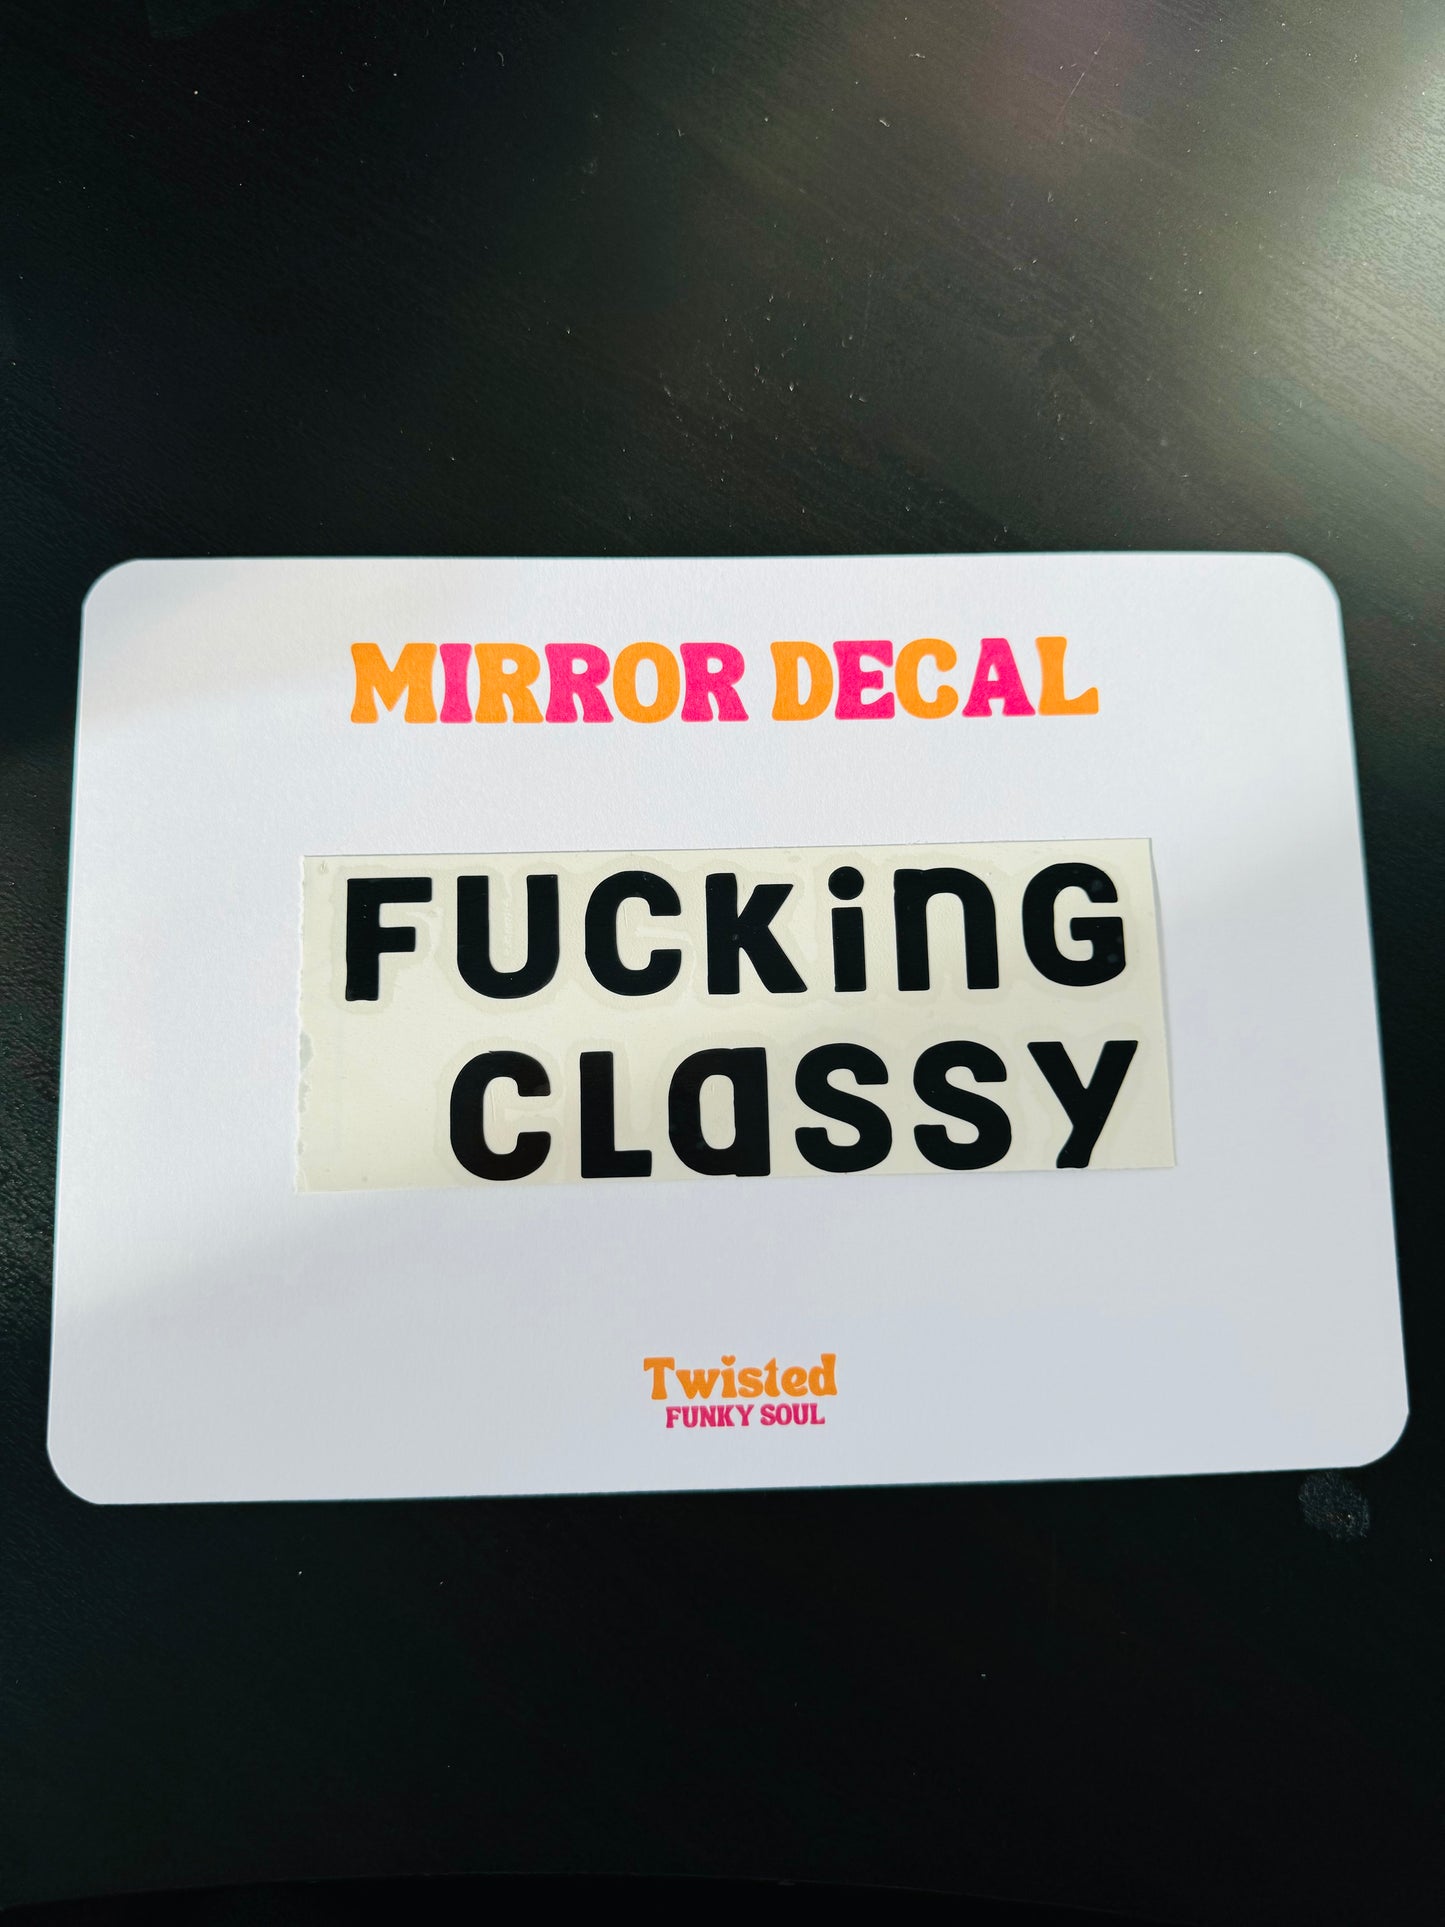 MIRROR DECAL
FUCKinG
CLassy
Twisted
FUNKY SOUL